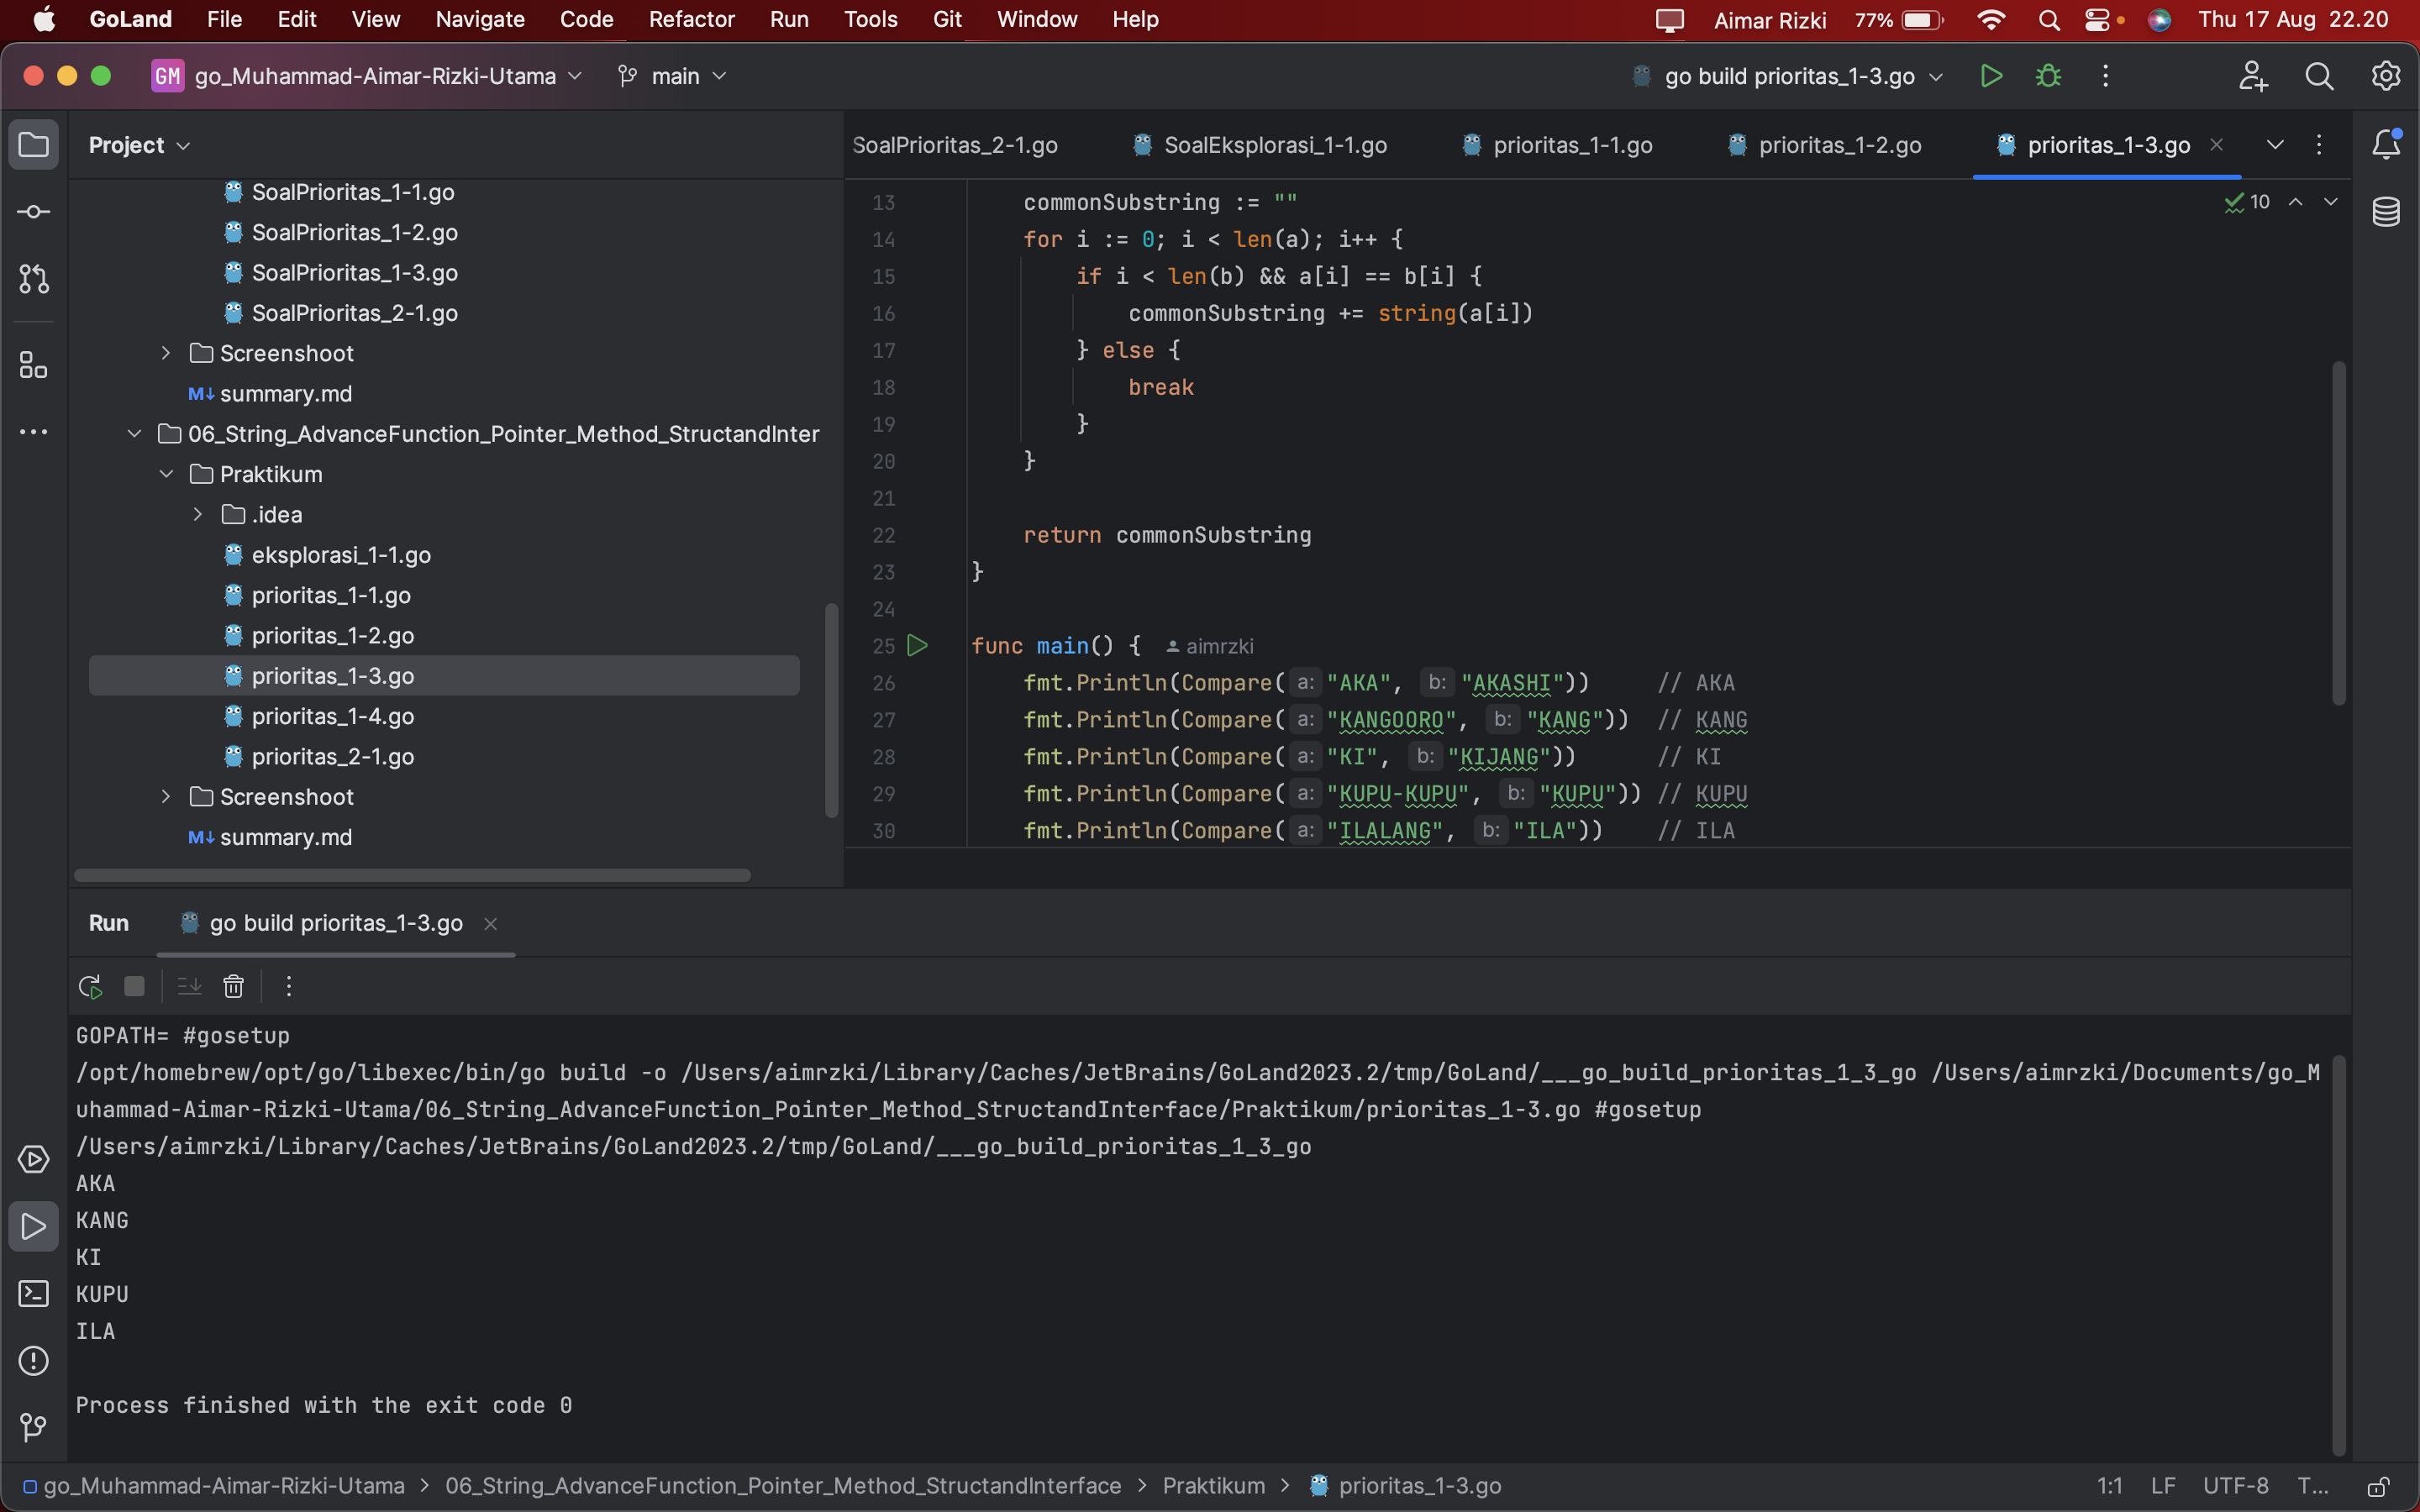 GoLand File Edit View Navigate Code Refactor Run Tools Git Window Help Aimar Rizki 77% Thu 17 Aug 22.20
GM go_Muhammad-Aimar-Rizki-Utama main go build prioritas_1-3.go
Project
SoalPrioritas_1-1.go
SoalPrioritas_1-2.go
SoalPrioritas_1-3.go
SoalPrioritas_2-1.go
Screenshoot
M↓ summary.md
06_String_AdvanceFunction_Pointer_Method_StructandInter
Praktikum
.idea
eksplorasi_1-1.go
prioritas_1-1.go
prioritas_1-2.go
prioritas_1-3.go
prioritas_1-4.go
prioritas_2-1.go
Screenshoot
M↓ summary.md
SoalPrioritas_2-1.go SoalEksplorasi_1-1.go prioritas_1-1.go prioritas_1-2.go prioritas_1-3.go
10
13 commonSubstring := ""
14 for i := 0; i < len(a); i++ {
15 if i < len(b) && a[i] == b[i] {
16 commonSubstring += string(a[i])
17 } else {
18 break
19 }
20 }
21
22 return commonSubstring
23 }
24
25 func main() { aimrzki
26 fmt.Println(Compare( a: "AKA", b: "AKASHI")) // AKA
27 fmt.Println(Compare( a: "KANGOORO", b: "KANG")) // KANG
28 fmt.Println(Compare( a: "KI", b: "KIJANG")) // KI
29 fmt.Println(Compare( a: "KUPU-KUPU", b: "KUPU")) // KUPU
30 fmt.Println(Compare( a: "ILALANG", b: "ILA")) // ILA
Run go build prioritas_1-3.go
GOPATH= #gosetup
/opt/homebrew/opt/go/libexec/bin/go build -o /Users/aimrzki/Library/Caches/JetBrains/GoLand2023.2/tmp/GoLand/___go_build_prioritas_1_3_go /Users/aimrzki/Documents/go_M
uhammad-Aimar-Rizki-Utama/06_String_AdvanceFunction_Pointer_Method_StructandInterface/Praktikum/prioritas_1-3.go #gosetup
/Users/aimrzki/Library/Caches/JetBrains/GoLand2023.2/tmp/GoLand/___go_build_prioritas_1_3_go
AKA
KANG
KI
KUPU
ILA
Process finished with the exit code 0
go_Muhammad-Aimar-Rizki-Utama > 06_String_AdvanceFunction_Pointer_Method_StructandInterface > Praktikum > prioritas_1-3.go 1:1 LF UTF-8 T...